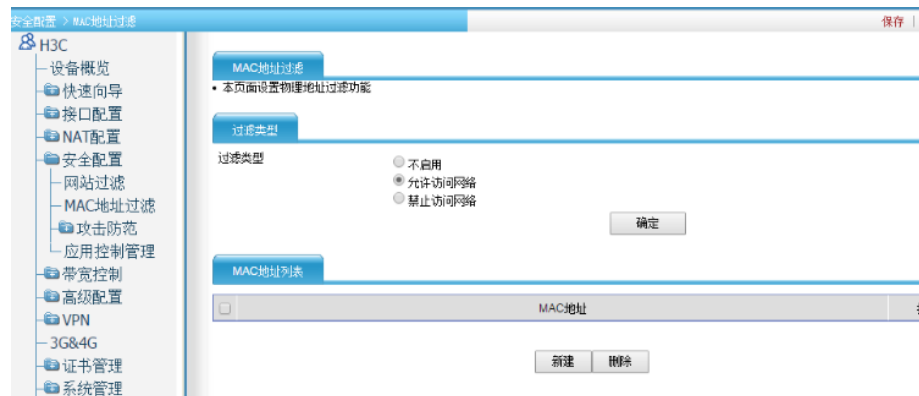 安全配置 > MAC地址过滤
保存
H3C
设备概览
快速向导
接口配置
NAT配置
安全配置
网站过滤
MAC地址过滤
攻击防范
应用控制管理
带宽控制
高级配置
VPN
3G&4G
证书管理
系统管理
MAC地址过滤
• 本页面设置物理地址过滤功能
过滤类型
过滤类型
不启用
允许访问网络
禁止访问网络
确定
MAC地址列表
MAC地址
新建 删除